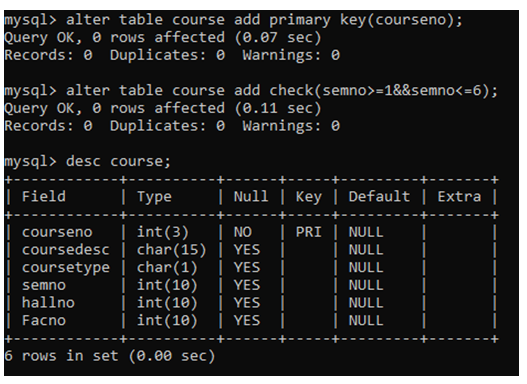 mysql> alter table course add primary key(courseno);
Query OK, 0 rows affected (0.07 sec)
Records: 0  Duplicates: 0  Warnings: 0
mysql> alter table course add check(semno>=1&&semno<=6);
Query OK, 0 rows affected (0.11 sec)
Records: 0  Duplicates: 0  Warnings: 0
mysql> desc course;
+------------+----------+------+-----+---------+-------+
| Field      | Type     | Null | Key | Default | Extra |
+------------+----------+------+-----+---------+-------+
| courseno   | int(3)   | NO   | PRI | NULL    |       |
| coursedesc | char(15) | YES  |     | NULL    |       |
| coursetype | char(1)  | YES  |     | NULL    |       |
| semno      | int(10)  | YES  |     | NULL    |       |
| hallno     | int(10)  | YES  |     | NULL    |       |
| Facno      | int(10)  | YES  |     | NULL    |       |
+------------+----------+------+-----+---------+-------+
6 rows in set (0.00 sec)